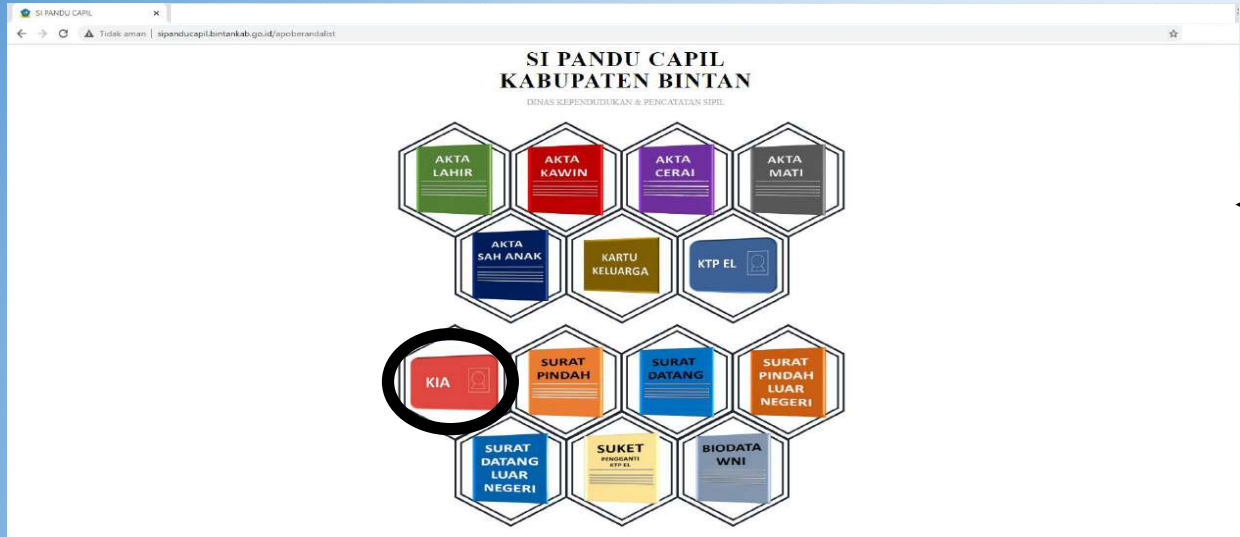 SI PANDU CAPIL
Tidak aman | sipanducapil.bintankab.go.id/apoberandalist
SI PANDU CAPIL
KABUPATEN BINTAN
DINAS KEPENDUDUKAN & PENCATATAN SIPIL
AKTA
LAHIR
AKTA
KAWIN
AKTA
CERAI
AKTA
MATI
AKTA
SAH ANAK
KARTU
KELUARGA
KTP EL
KIA
SURAT
PINDAH
SURAT
DATANG
SURAT
PINDAH
LUAR
NEGERI
SURAT
DATANG
LUAR
NEGERI
SUKET
PENGGANTI
KTP EL
BIODATA
WNI